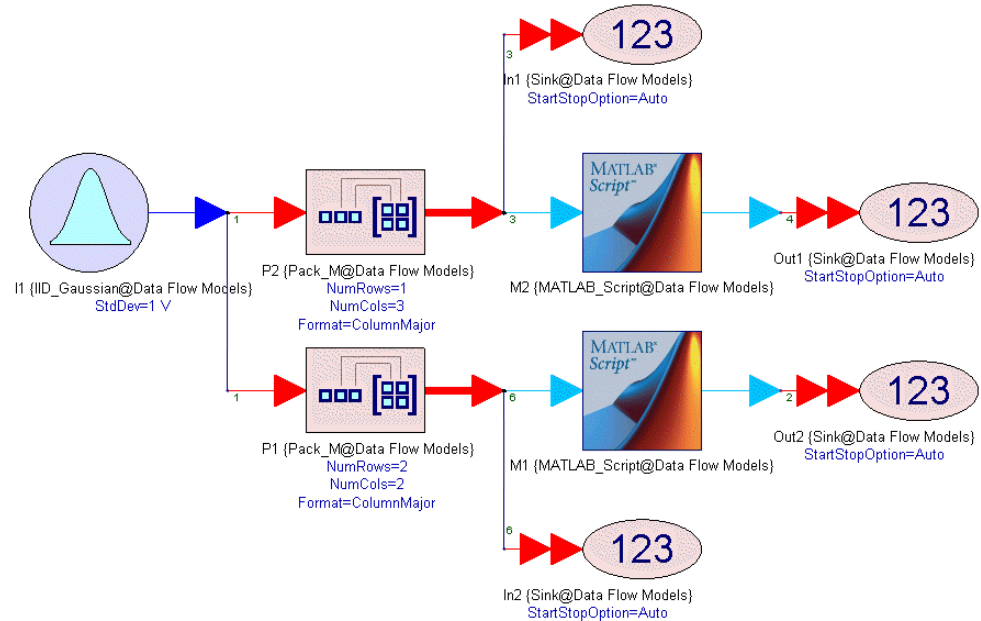 123
3
In1 {Sink@Data Flow Models}
StartStopOption=Auto
MATLAB®
Script™
123
1
3
4
I1 {IID_Gaussian@Data Flow Models}
StdDev=1 V
P2 {Pack_M@Data Flow Models}
NumRows=1
NumCols=3
Format=ColumnMajor
M2 {MATLAB_Script@Data Flow Models}
Out1 {Sink@Data Flow Models}
StartStopOption=Auto
MATLAB®
Script™
123
1
6
2
P1 {Pack_M@Data Flow Models}
NumRows=2
NumCols=2
Format=ColumnMajor
M1 {MATLAB_Script@Data Flow Models}
Out2 {Sink@Data Flow Models}
StartStopOption=Auto
6
123
In2 {Sink@Data Flow Models}
StartStopOption=Auto